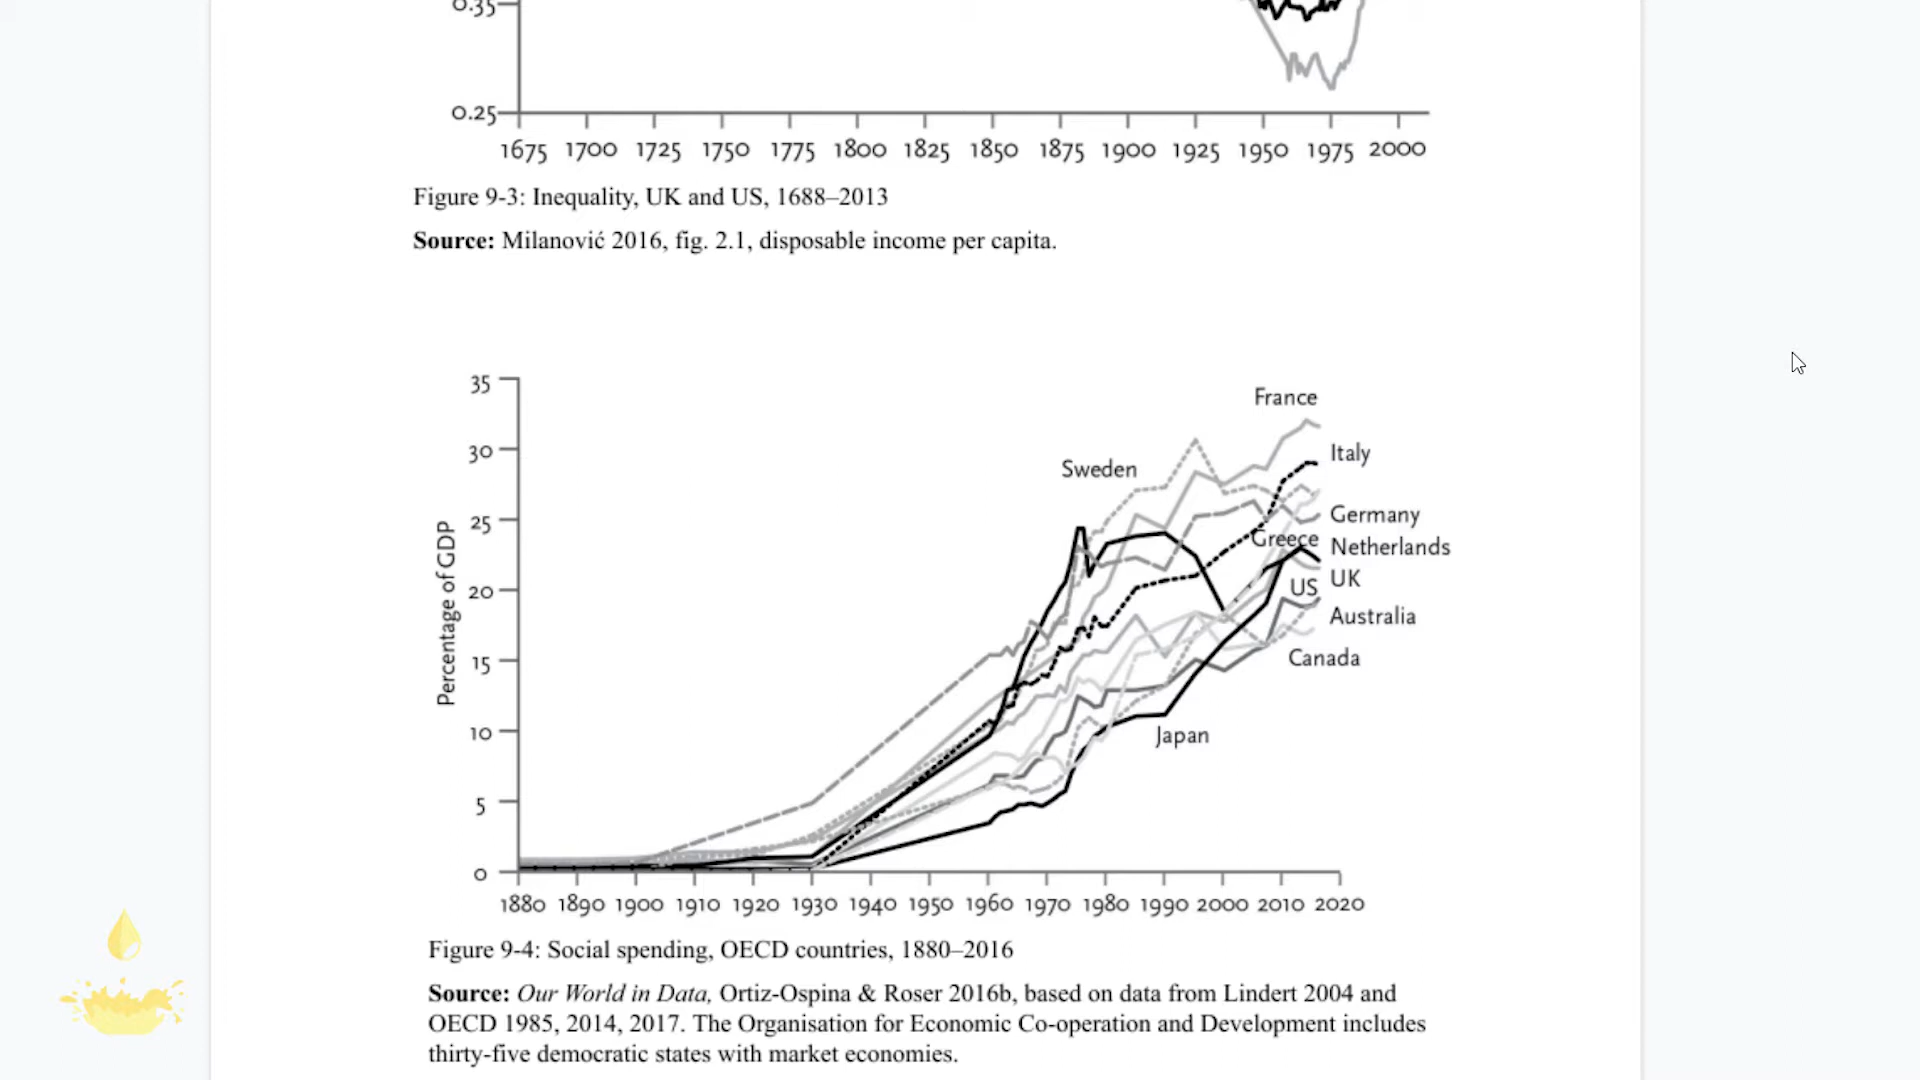 0.35
0.25
1675 1700 1725 1750 1775 1800 1825 1850 1875 1900 1925 1950 1975 2000
Figure 9-3: Inequality, UK and US, 1688–2013
Source: Milanović 2016, fig. 2.1, disposable income per capita.
Percentage of GDP
35
30
25
20
15
10
5
0
France
Italy
Sweden
Germany
Greece
Netherlands
US
UK
Australia
Canada
Japan
1880 1890 1900 1910 1920 1930 1940 1950 1960 1970 1980 1990 2000 2010 2020
Figure 9-4: Social spending, OECD countries, 1880–2016
Source: Our World in Data, Ortiz-Ospina & Roser 2016b, based on data from Lindert 2004 and
OECD 1985, 2014, 2017. The Organisation for Economic Co-operation and Development includes
thirty-five democratic states with market economies.